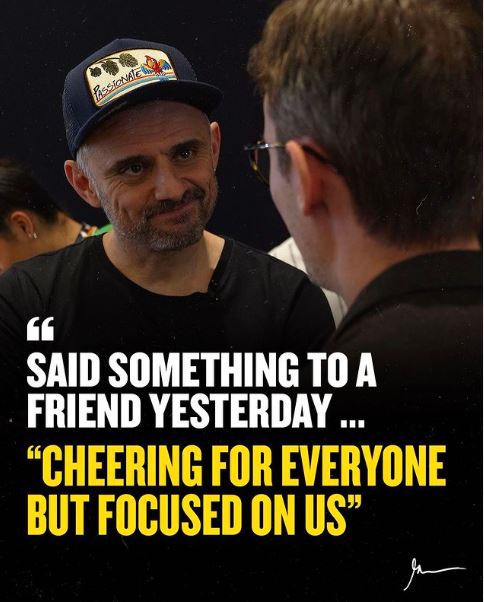 PASSIONATE
“
SAID SOMETHING TO A
FRIEND YESTERDAY ...
“CHEERING FOR EVERYONE
BUT FOCUSED ON US”